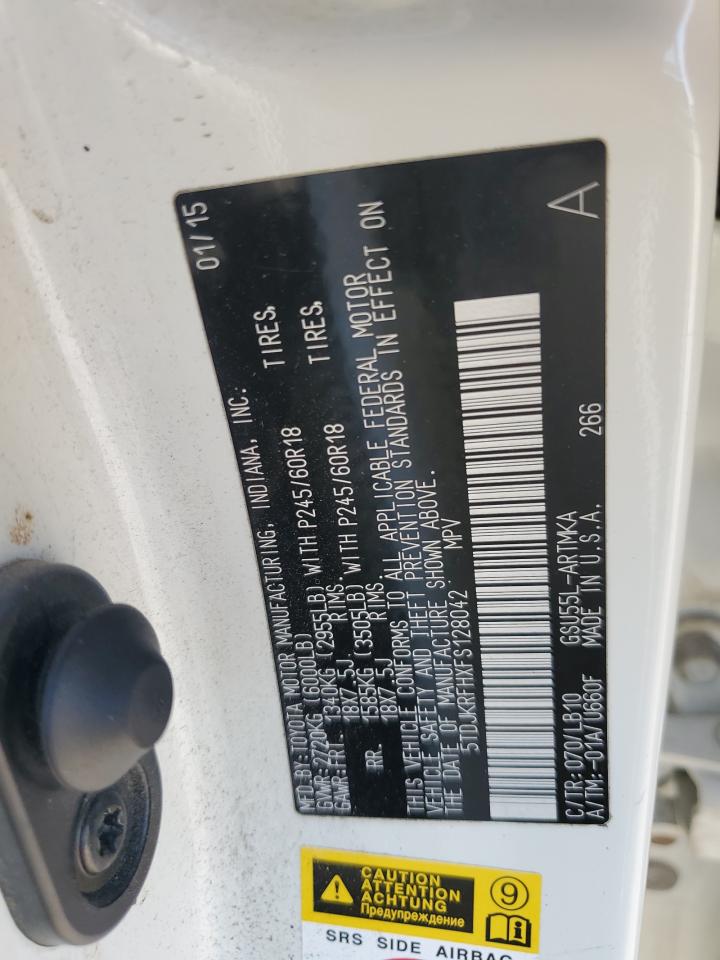 01/15
MFD.BY:TOYOTA MOTOR MANUFACTURING, INDIANA, INC.
GVWR:2720KG (6000LB)
GAWR:FR 1340KG (2955LB) WITH P245/60R18 TIRES,
18X7.5J RIMS.
RR 1585KG (3505LB) WITH P245/60R18 TIRES,
18X7.5J RIMS
THIS VEHICLE CONFORMS TO ALL APPLICABLE FEDERAL MOTOR
VEHICLE SAFETY AND THEFT PREVENTION STANDARDS IN EFFECT ON
THE DATE OF MANUFACTURE SHOWN ABOVE.
5TDJKRFHXFS128042 MPV
C/TR:070/LB10 GSU55L-ARTMKA
A/TM:-01A/U660F MADE IN U.S.A. 266 A
CAUTION
ATTENTION
ACHTUNG
Предупреждение
9
SRS SIDE AIRBAG